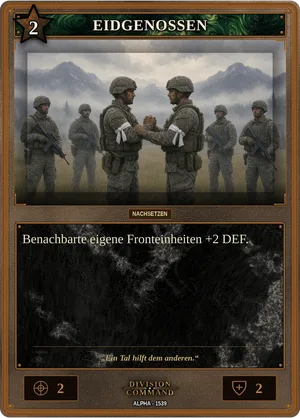 2
EIDGENOSSEN
NACHSETZEN
Benachbarte eigene Fronteinheiten +2 DEF.
„Ein Tal hilft dem anderen.“
2
DIVISION
COMMAND
ALPHA - 1539
2